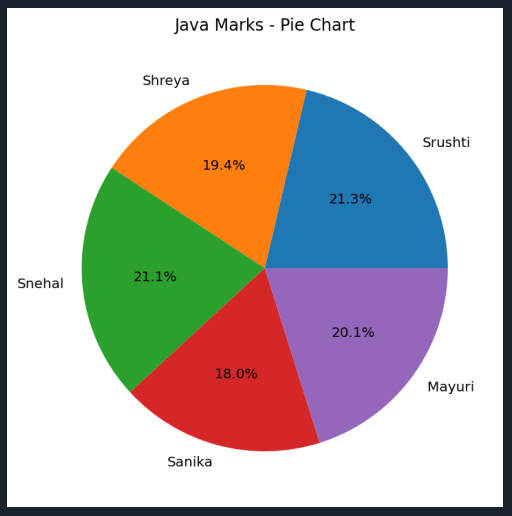 Java Marks - Pie Chart
Shreya
Srushti
19.4%
21.3%
Snehal
21.1%
20.1%
18.0%
Mayuri
Sanika